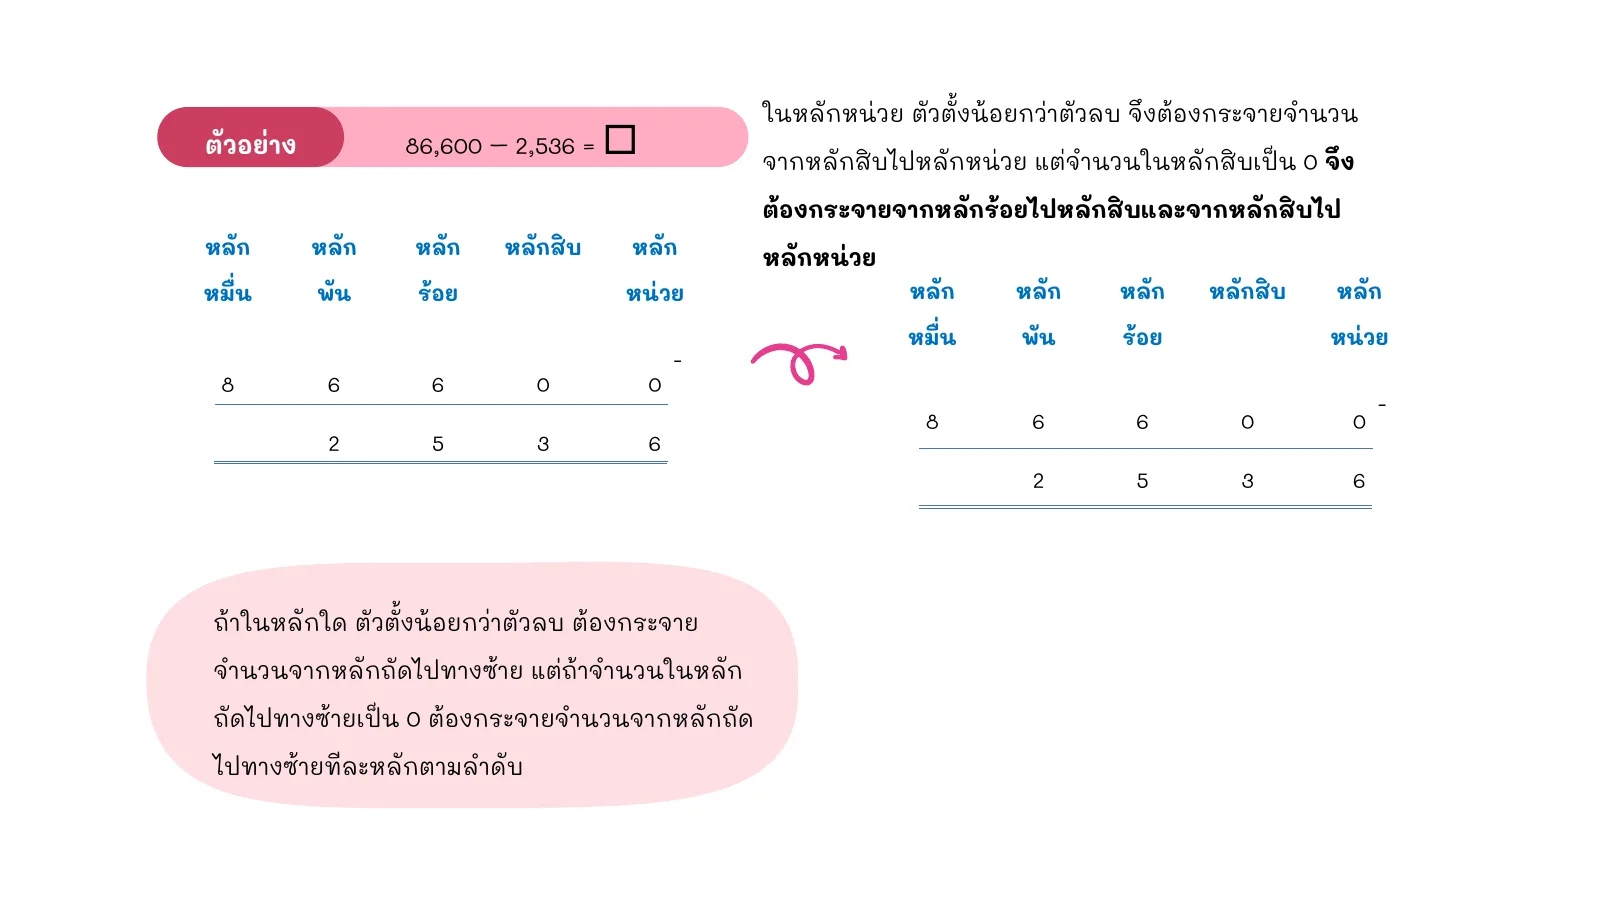 ตัวอย่าง 86,600 – 2,536 = □
หลัก หลัก หลัก หลักสิบ หลัก
หมื่น พัน ร้อย หน่วย
-
8 6 6 0 0
2 5 3 6
ถ้าในหลักใด ตัวตั้งน้อยกว่าตัวลบ ต้องกระจาย
จำนวนจากหลักถัดไปทางซ้าย แต่ถ้าจำนวนในหลัก
ถัดไปทางซ้ายเป็น 0 ต้องกระจายจำนวนจากหลักถัด
ไปทางซ้ายทีละหลักตามลำดับ
ในหลักหน่วย ตัวตั้งน้อยกว่าตัวลบ จึงต้องกระจายจำนวน
จากหลักสิบไปหลักหน่วย แต่จำนวนในหลักสิบเป็น 0 จึง
ต้องกระจายจากหลักร้อยไปหลักสิบและจากหลักสิบไป
หลักหน่วย
หลัก หลัก หลัก หลักสิบ หลัก
หมื่น พัน ร้อย หน่วย
-
8 6 6 0 0
2 5 3 6